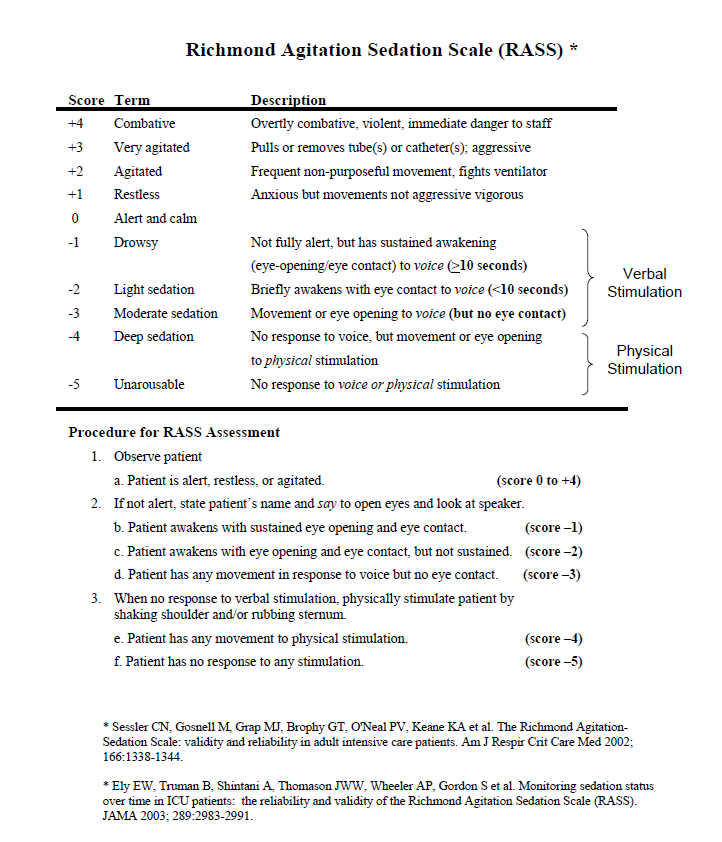 Richmond Agitation Sedation Scale (RASS) *
Score Term Description
+4 Combative Overtly combative, violent, immediate danger to staff
+3 Very agitated Pulls or removes tube(s) or catheter(s); aggressive
+2 Agitated Frequent non-purposeful movement, fights ventilator
+1 Restless Anxious but movements not aggressive vigorous
0 Alert and calm
-1 Drowsy Not fully alert, but has sustained awakening
(eye-opening/eye contact) to voice (≥10 seconds)
-2 Light sedation Briefly awakens with eye contact to voice (<10 seconds)
-3 Moderate sedation Movement or eye opening to voice (but no eye contact)
Verbal
Stimulation
-4 Deep sedation No response to voice, but movement or eye opening
to physical stimulation
-5 Unarousable No response to voice or physical stimulation
Physical
Stimulation
Procedure for RASS Assessment
1. Observe patient
a. Patient is alert, restless, or agitated. (score 0 to +4)
2. If not alert, state patient’s name and say to open eyes and look at speaker.
b. Patient awakens with sustained eye opening and eye contact. (score –1)
c. Patient awakens with eye opening and eye contact, but not sustained. (score –2)
d. Patient has any movement in response to voice but no eye contact. (score –3)
3. When no response to verbal stimulation, physically stimulate patient by
shaking shoulder and/or rubbing sternum.
e. Patient has any movement to physical stimulation. (score –4)
f. Patient has no response to any stimulation. (score –5)
* Sessler CN, Gosnell M, Grap MJ, Brophy GT, O'Neal PV, Keane KA et al. The Richmond Agitation-
Sedation Scale: validity and reliability in adult intensive care patients. Am J Respir Crit Care Med 2002;
166:1338-1344.
* Ely EW, Truman B, Shintani A, Thomason JWW, Wheeler AP, Gordon S et al. Monitoring sedation status
over time in ICU patients: the reliability and validity of the Richmond Agitation Sedation Scale (RASS).
JAMA 2003; 289:2983-2991.